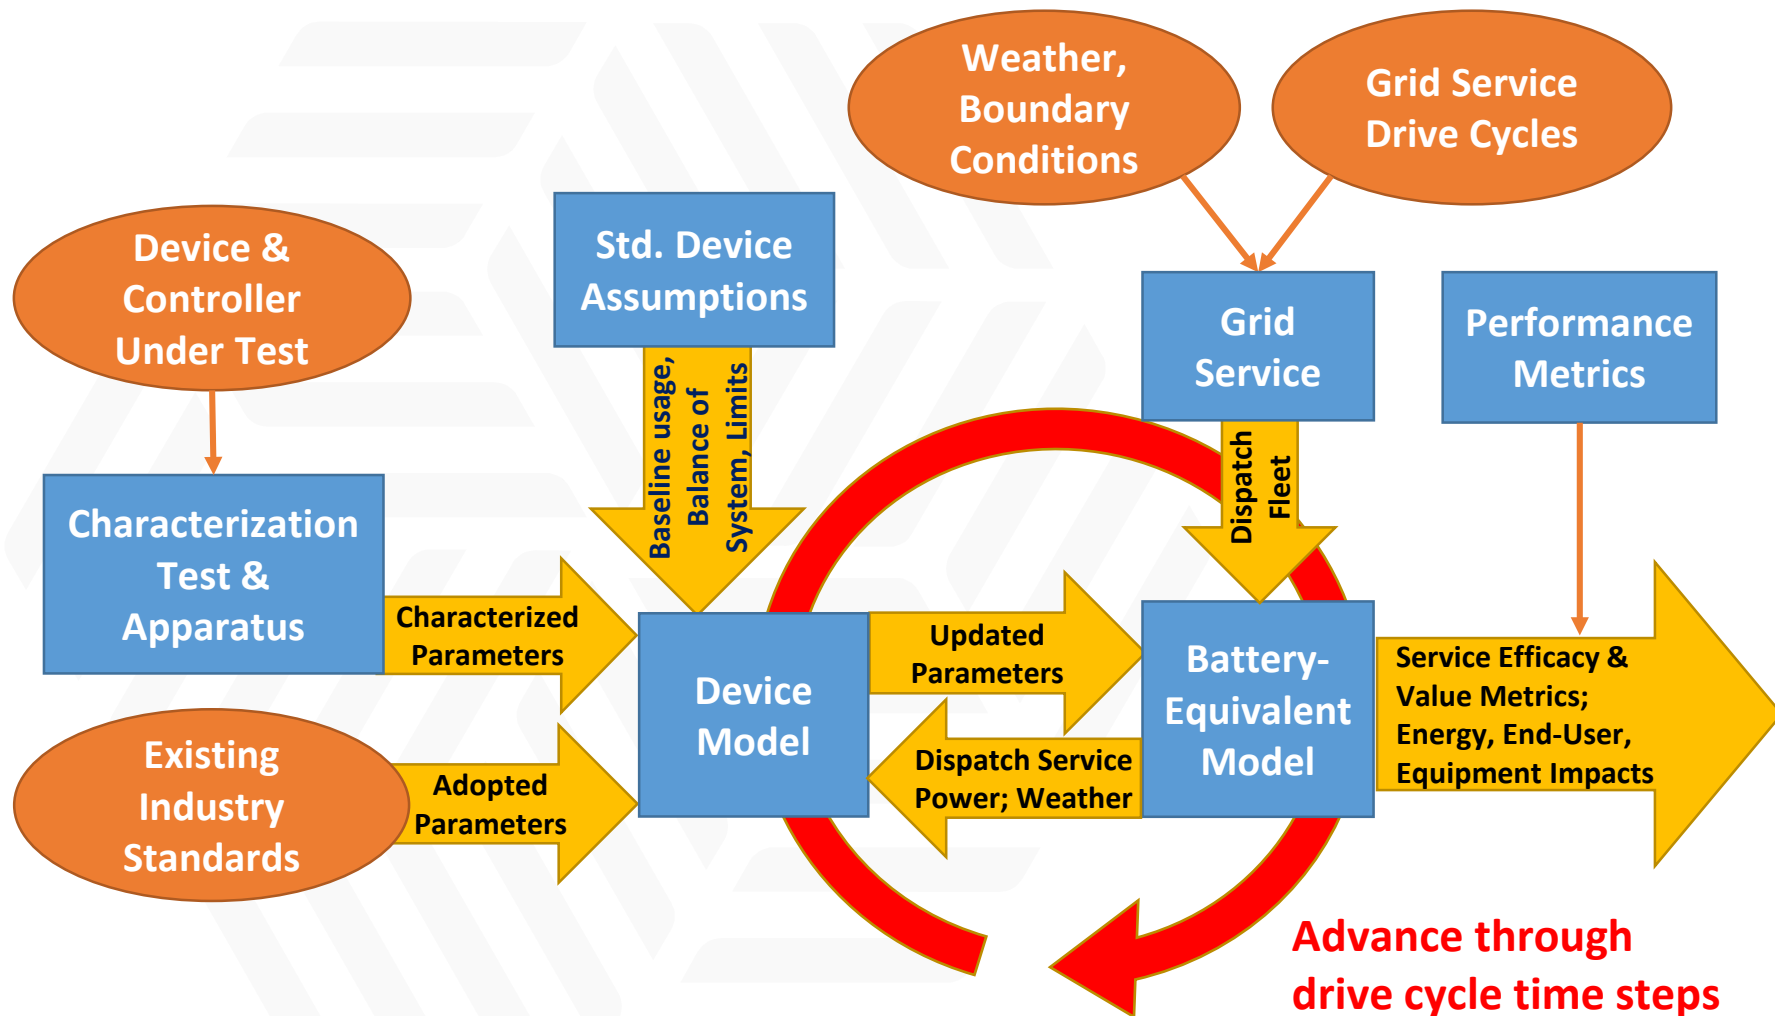 Weather,
Boundary
Conditions
Grid Service
Drive Cycles
Device &
Controller
Under Test
Std. Device
Assumptions
Grid
Service
Performance
Metrics
Baseline usage,
Balance of
System, Limits
Dispatch
Fleet
Characterization
Test &
Apparatus
Characterized
Parameters
Updated
Parameters
Device
Model
Battery-
Equivalent
Model
Service Efficacy &
Value Metrics;
Energy, End-User,
Equipment Impacts
Dispatch Service
Power; Weather
Existing
Industry
Standards
Adopted
Parameters
Advance through
drive cycle time steps